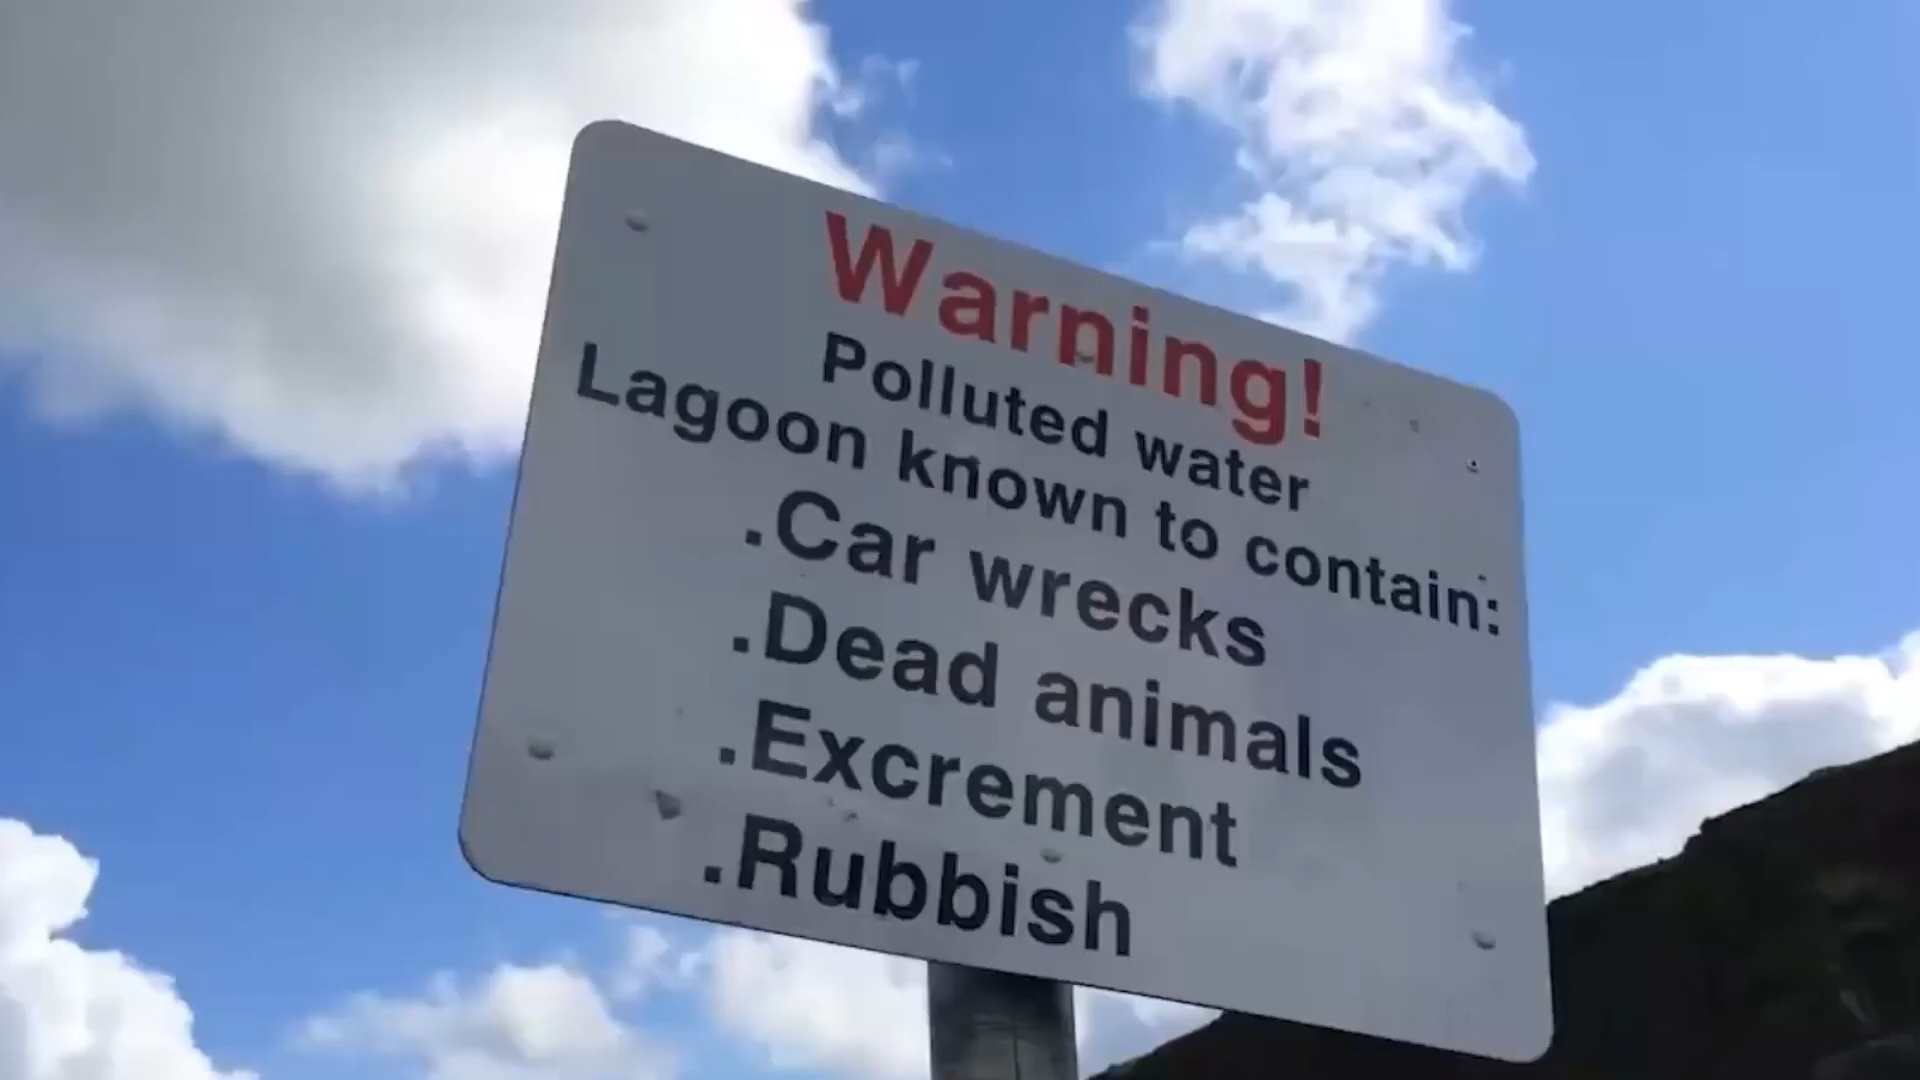 Warning!
Polluted water
Lagoon known to contain:
.Car wrecks
.Dead animals
.Excrement
.Rubbish